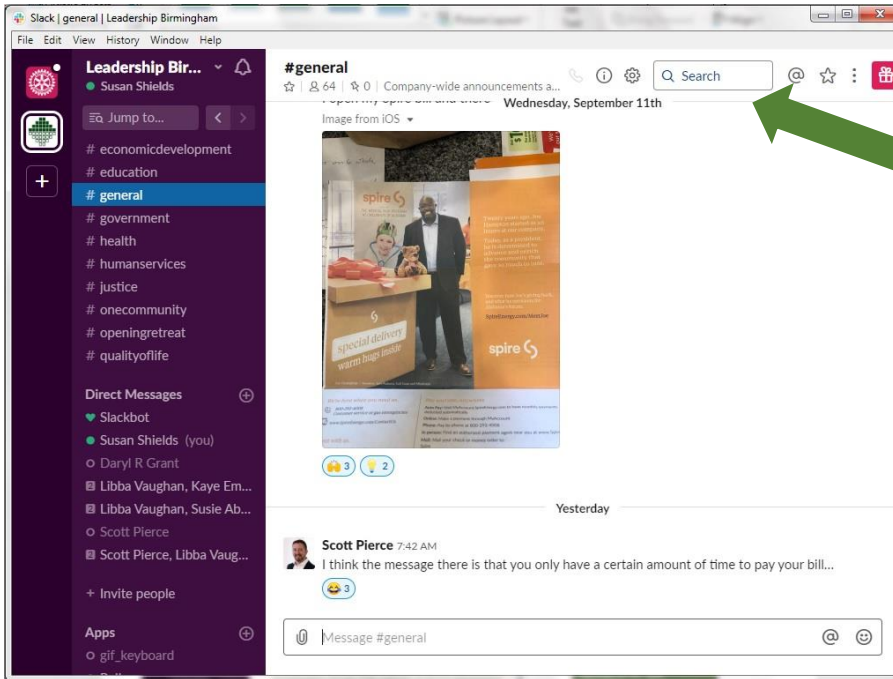 Slack | general | Leadership Birmingham
File Edit View History Window Help
Leadership Bir...
Susan Shields
Jump to...
# economicdevelopment
# education
# general
# government
# health
# humanservices
# justice
# onecommunity
# openingretreat
# qualityoflife
Direct Messages
Slackbot
Susan Shields (you)
Daryl R Grant
2 Libba Vaughan, Kaye Em...
2 Libba Vaughan, Susie Ab...
Scott Pierce
2 Scott Pierce, Libba Vaug...
+ Invite people
Apps
gif_keyboard
#general
64 | 0 | Company-wide announcements a...
Search
Wednesday, September 11th
Image from iOS
spire
special delivery
warm hugs inside
spire
3 2
Yesterday
Scott Pierce 7:42 AM
I think the message there is that you only have a certain amount of time to pay your bill...
3
Message #general